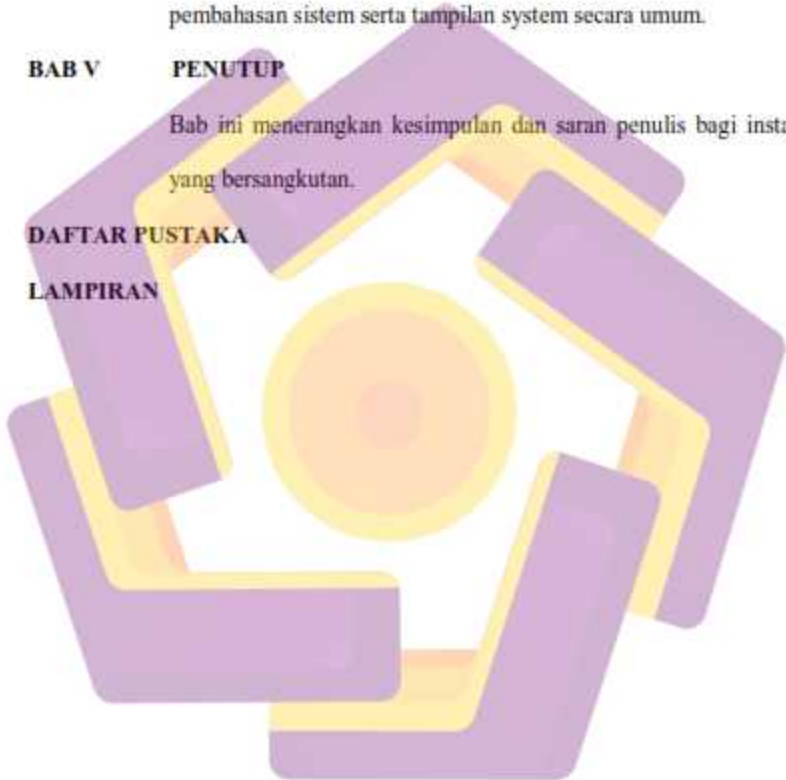 pembahasan sistem serta tampilan system secara umum.
BAB V PENUTUP
Bab ini menerangkan kesimpulan dan saran penulis bagi insta
yang bersangkutan.
DAFTAR PUSTAKA
LAMPIRAN